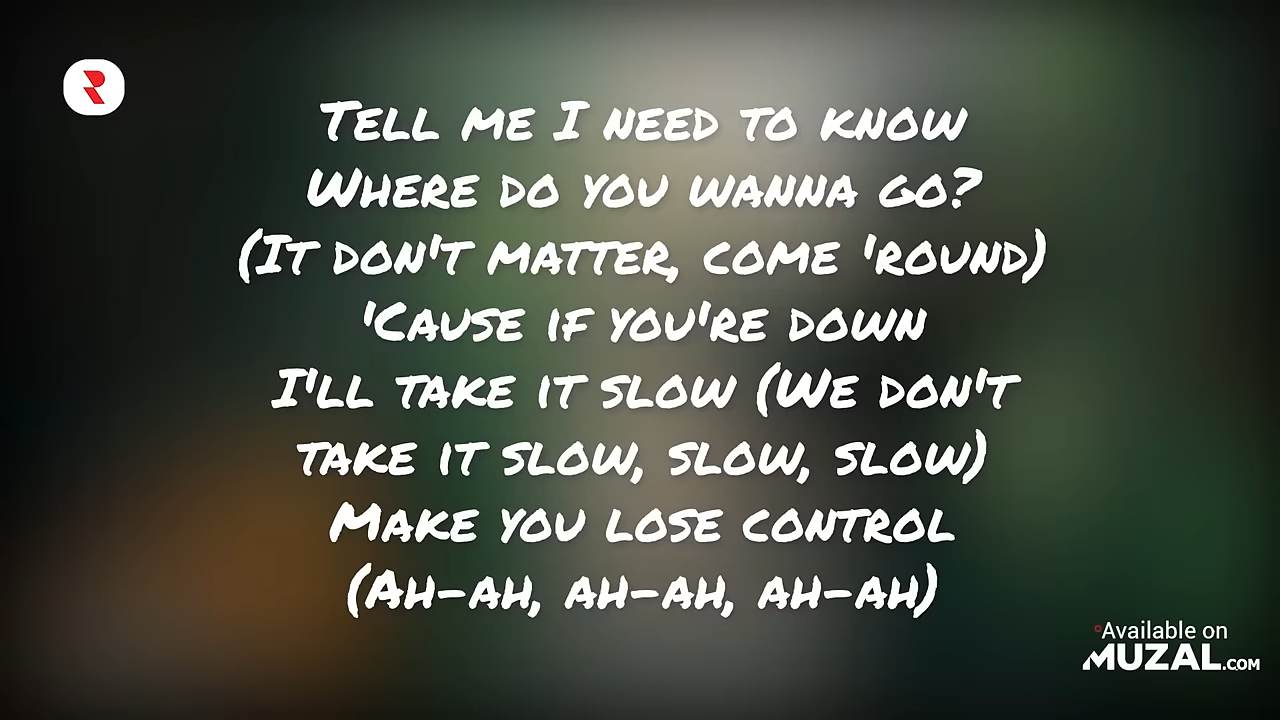 Tell me I need to know
Where do you wanna go?
(It don't matter, come 'round)
'Cause if you're down
I'll take it slow (We don't
take it slow, slow, slow)
Make you lose control
(Ah-ah, ah-ah, ah-ah)
Available on
MUZAL.COM